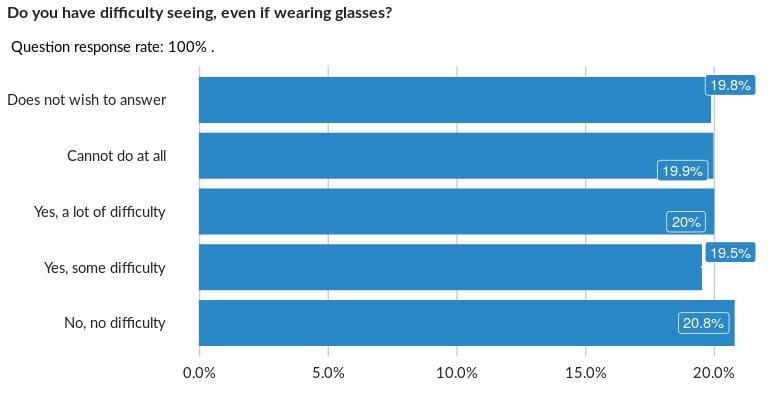 Do you have difficulty seeing, even if wearing glasses?
Question response rate: 100% .
Does not wish to answer 19.8%
Cannot do at all 19.9%
Yes, a lot of difficulty 20%
Yes, some difficulty 19.5%
No, no difficulty 20.8%
0.0% 5.0% 10.0% 15.0% 20.0%